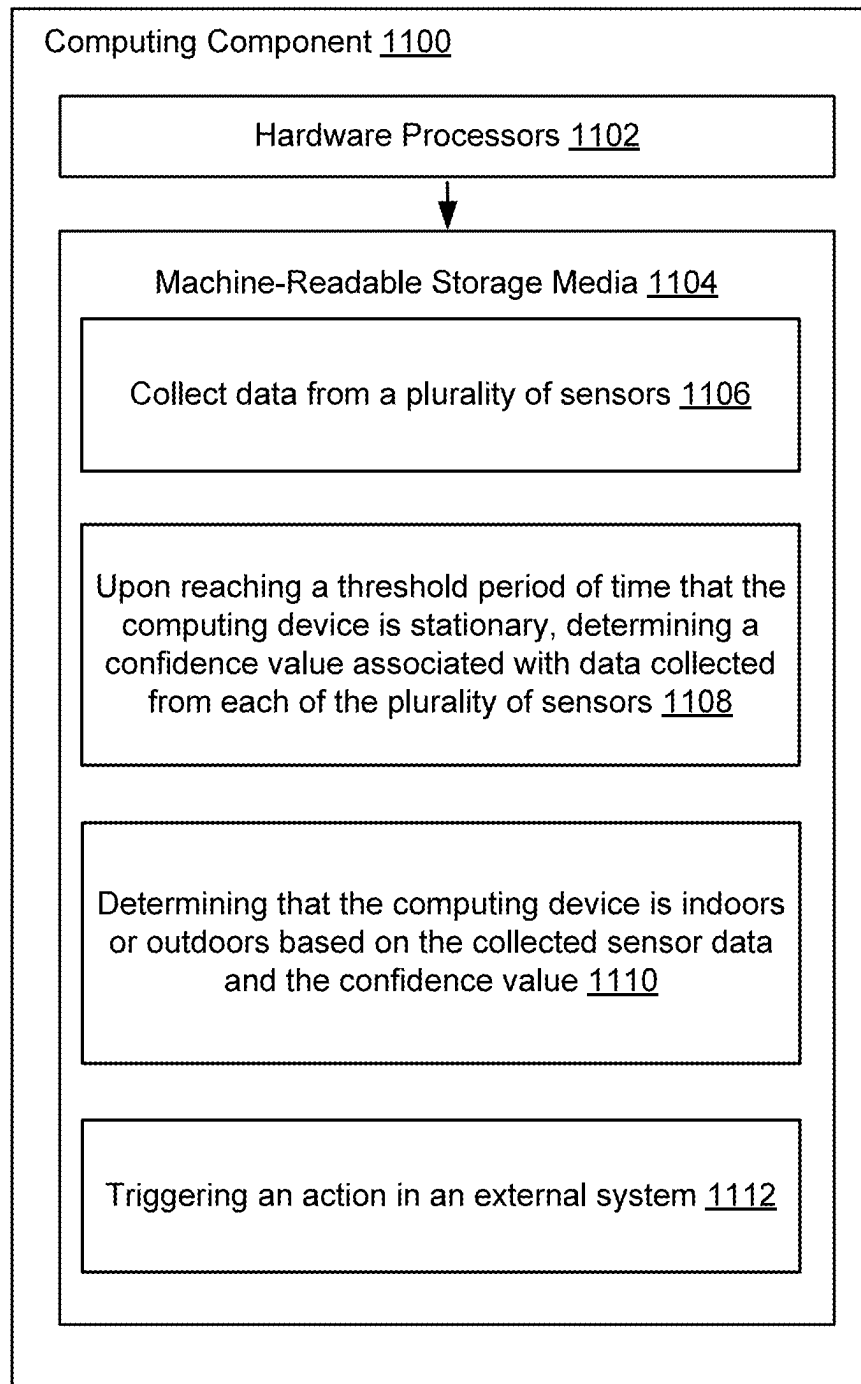 Computing Component 1100
Hardware Processors 1102
Machine-Readable Storage Media 1104
Collect data from a plurality of sensors 1106
Upon reaching a threshold period of time that the
computing device is stationary, determining a
confidence value associated with data collected
from each of the plurality of sensors 1108
Determining that the computing device is indoors
or outdoors based on the collected sensor data
and the confidence value 1110
Triggering an action in an external system 1112